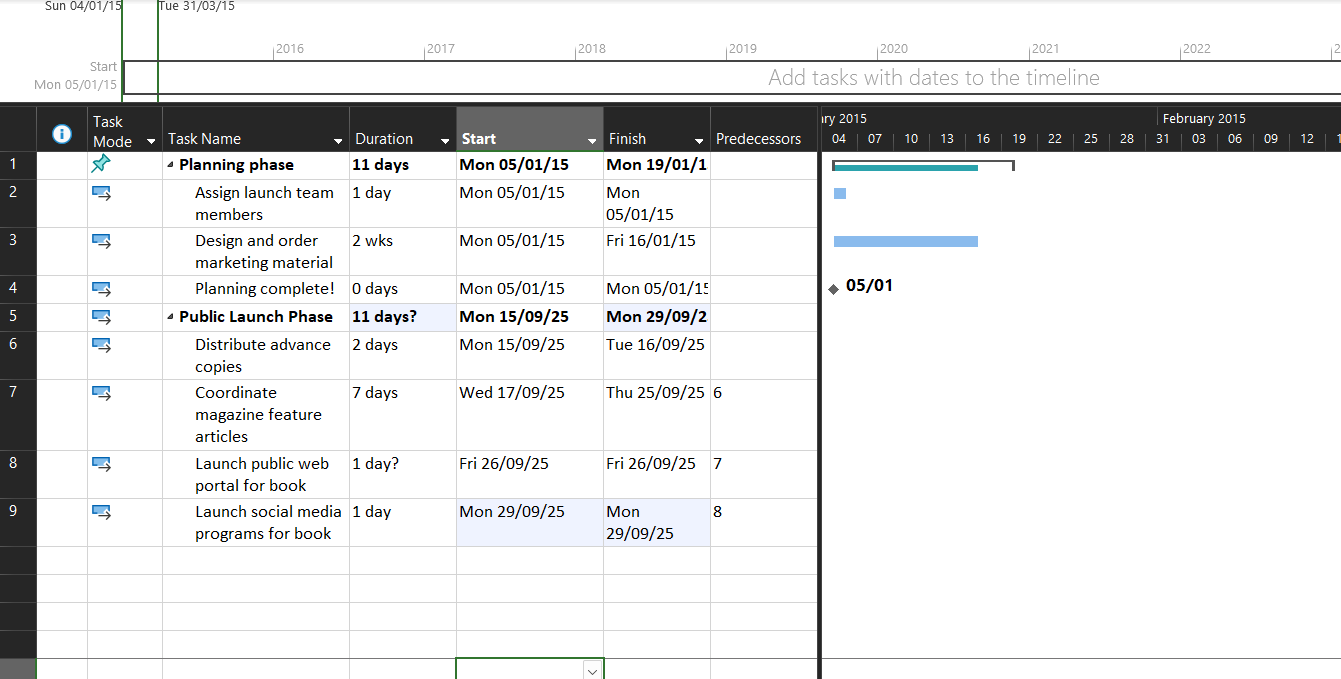 Sun 04/01/15 Tue 31/03/15
2016 2017 2018 2019 2020 2021 2022 2
Start
Mon 05/01/15
Add tasks with dates to the timeline
Task Mode Task Name Duration Start Finish Predecessors
ry 2015 February 2015
04 07 10 13 16 19 22 25 28 31 03 06 09 12 1
1 Planning phase 11 days Mon 05/01/15 Mon 19/01/1
2 Assign launch team 1 day Mon 05/01/15 Mon
members 05/01/15
3 Design and order 2 wks Mon 05/01/15 Fri 16/01/15
marketing material
4 Planning complete! 0 days Mon 05/01/15 Mon 05/01/15 05/01
5 Public Launch Phase 11 days? Mon 15/09/25 Mon 29/09/2
6 Distribute advance 2 days Mon 15/09/25 Tue 16/09/25
copies
7 Coordinate 7 days Wed 17/09/25 Thu 25/09/25 6
magazine feature
articles
8 Launch public web 1 day? Fri 26/09/25 Fri 26/09/25 7
portal for book
9 Launch social media 1 day Mon 29/09/25 Mon 8
programs for book 29/09/25